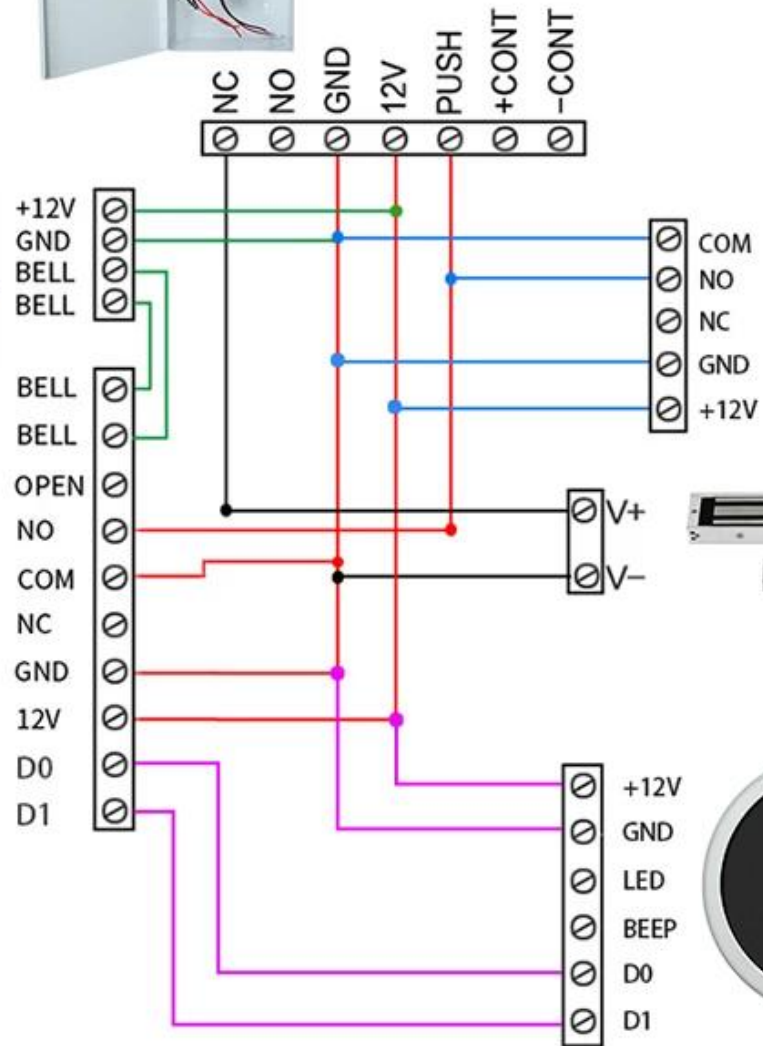 NC
NO
GND
12V
PUSH
+CONT
−CONT
+12V
GND
BELL
BELL
COM
NO
NC
GND
+12V
BELL
BELL
OPEN
NO
COM
NC
GND
12V
D0
D1
V+
V−
+12V
GND
LED
BEEP
D0
D1